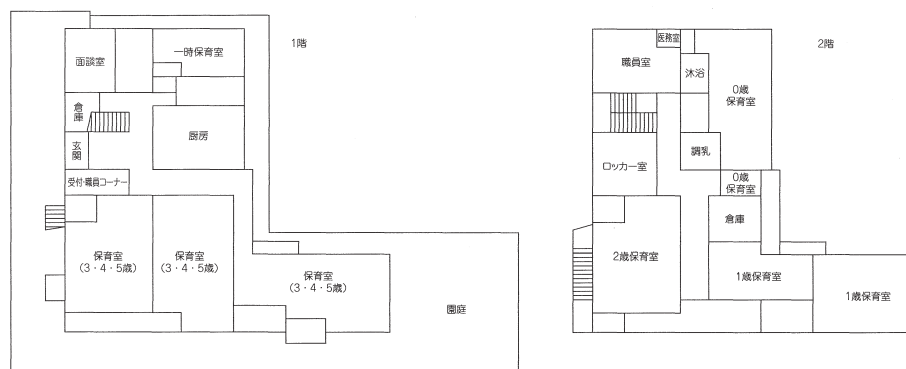 1階
面談室
一時保育室
倉庫
厨房
玄関
受付・職員コーナー
保育室
(3・4・5歳)
保育室
(3・4・5歳)
保育室
(3・4・5歳)
園庭
2階
医務室
職員室
沐浴
0歳
保育室
調乳
ロッカー室
0歳
保育室
倉庫
2歳保育室
1歳保育室
1歳保育室